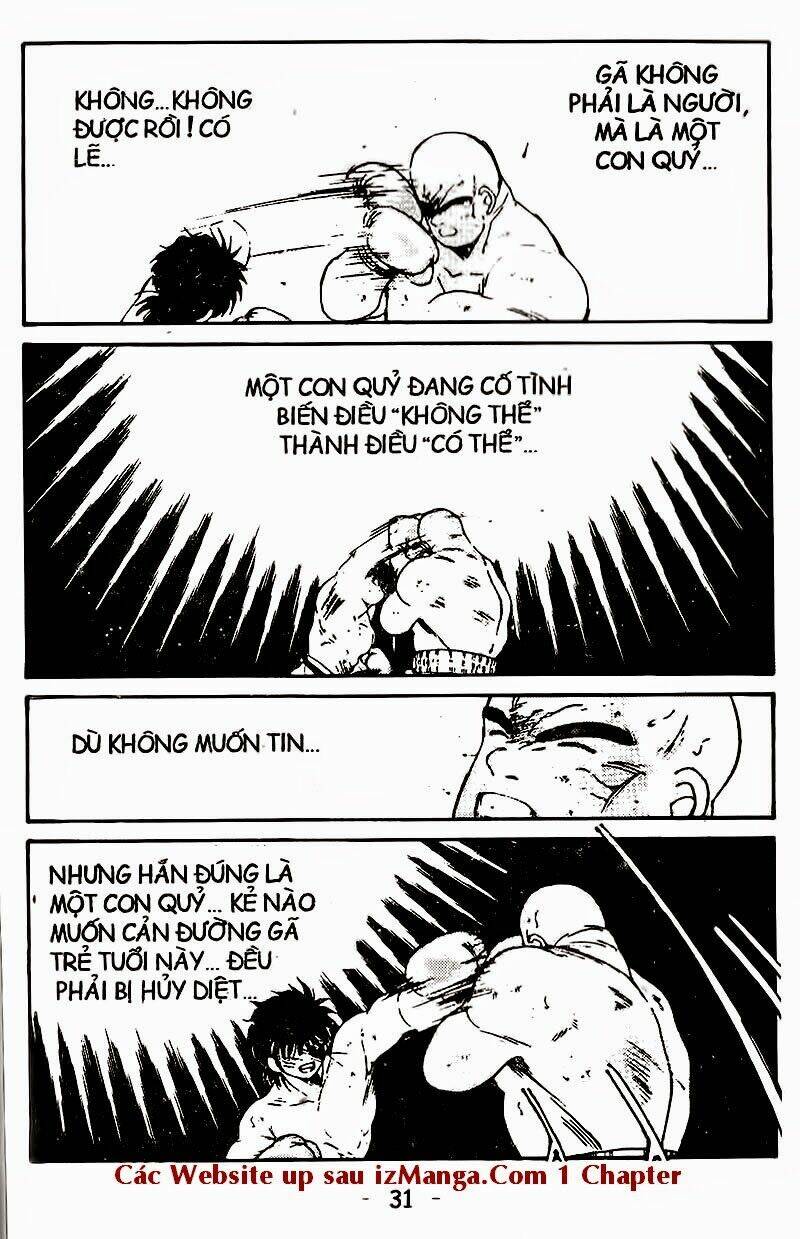 GÃ KHÔNG
PHẢI LÀ NGƯỜI,
MÀ LÀ MỘT
CON QUỶ...
KHÔNG...KHÔNG
ĐƯỢC RỒI! CÓ
LẼ...
MỘT CON QUỶ ĐANG CỐ TÌNH
BIẾN ĐIỀU “KHÔNG THỂ”
THÀNH ĐIỀU “CÓ THỂ”...
DÙ KHÔNG MUỐN TIN...
NHƯNG HẮN ĐÚNG LÀ
MỘT CON QUỶ... KẺ NÀO
MUỐN CẢN ĐƯỜNG GÃ
TRẺ TUỔI NÀY... ĐỀU
PHẢI BỊ HỦY DIỆT...
Các Website up sau izManga.Com 1 Chapter
- 31 -